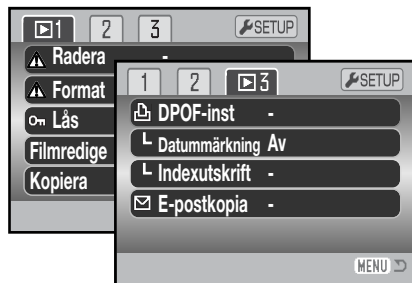 1 2 3 SETUP
Radera -
Format
Lås
Filmredige
Kopiera
1 2 3 SETUP
DPOF-inst -
Datummärkning Av
Indexutskrift -
E-postkopia -
MENU